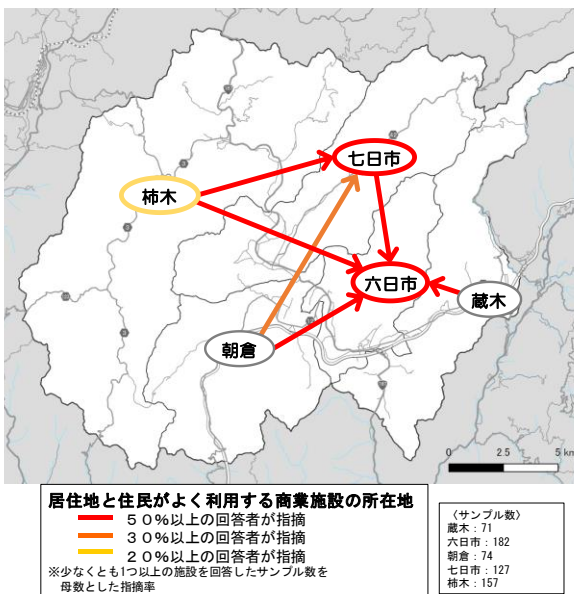 七日市
柿木
六日市
蔵木
朝倉
0 2.5 5 km
居住地と住民がよく利用する商業施設の所在地
５０％以上の回答者が指摘
３０％以上の回答者が指摘
２０％以上の回答者が指摘
※少なくとも1つ以上の施設を回答したサンプル数を
母数とした指摘率
〈サンプル数〉
蔵木：71
六日市：182
朝倉：74
七日市：127
柿木：157